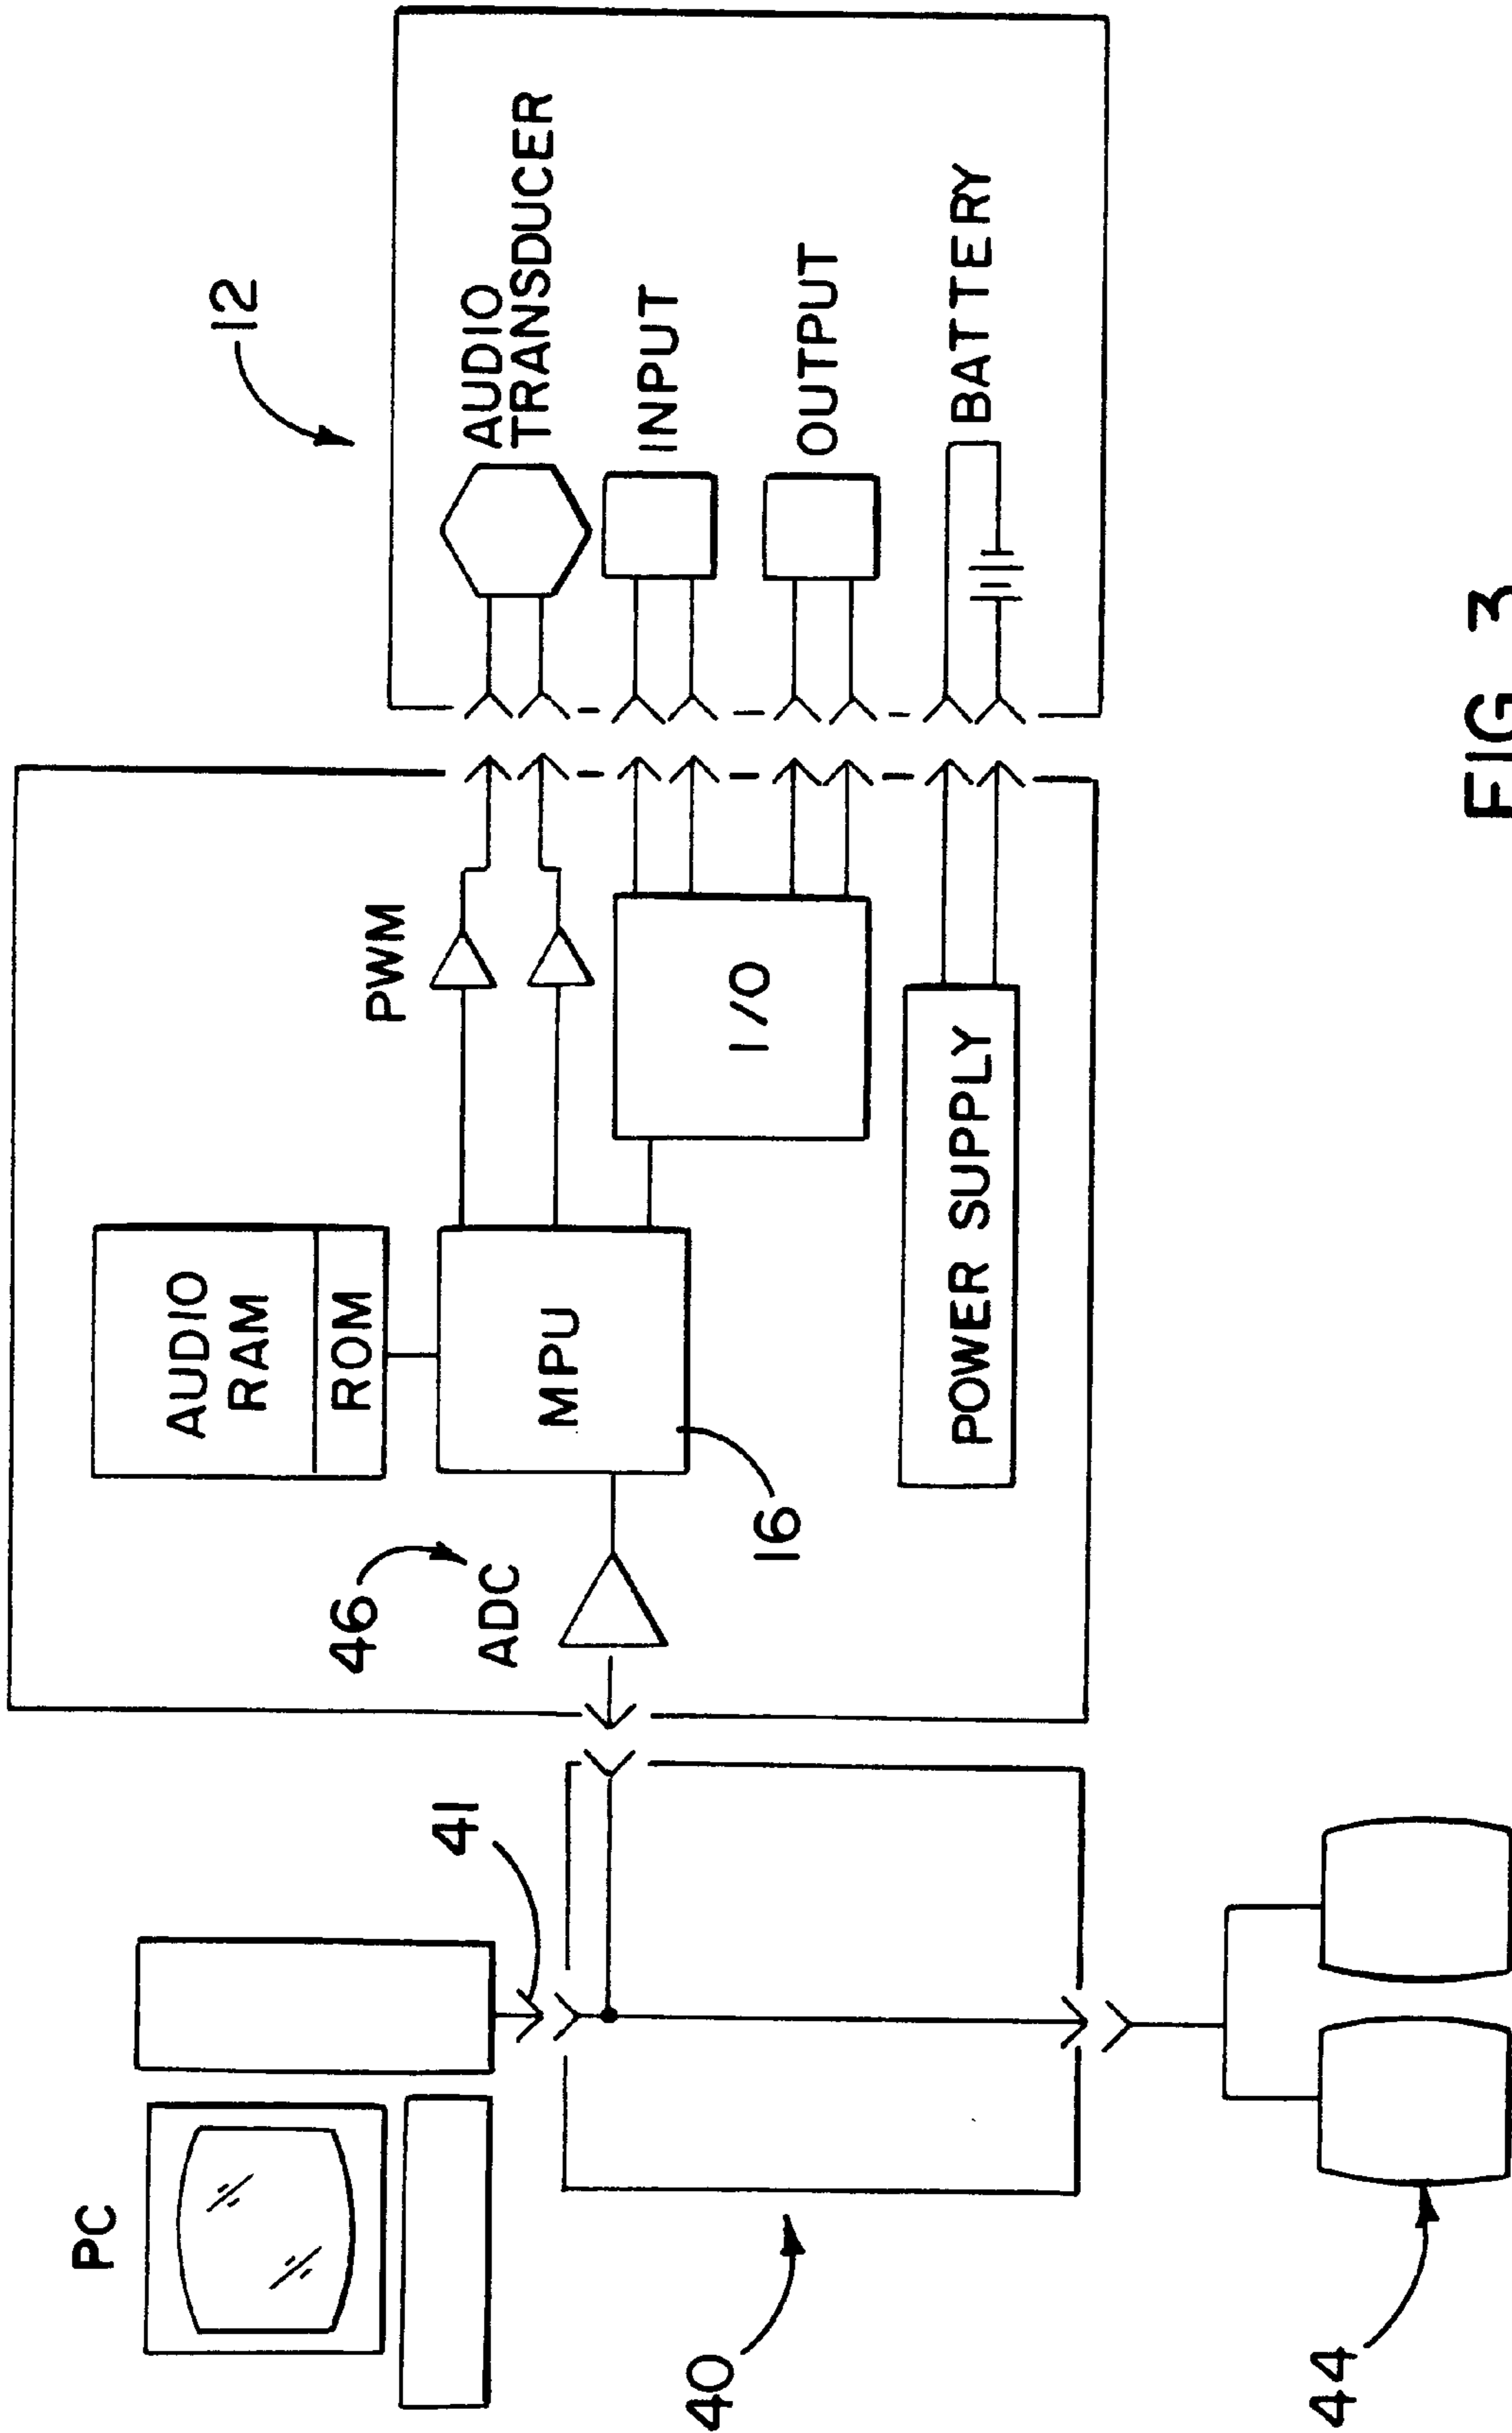 PC
41
40
44
46
ADC
AUDIO
RAM
ROM
MPU
16
PWM
I/O
POWER SUPPLY
12
AUDIO
TRANSDUCER
INPUT
OUTPUT
BATTERY
FIG 3